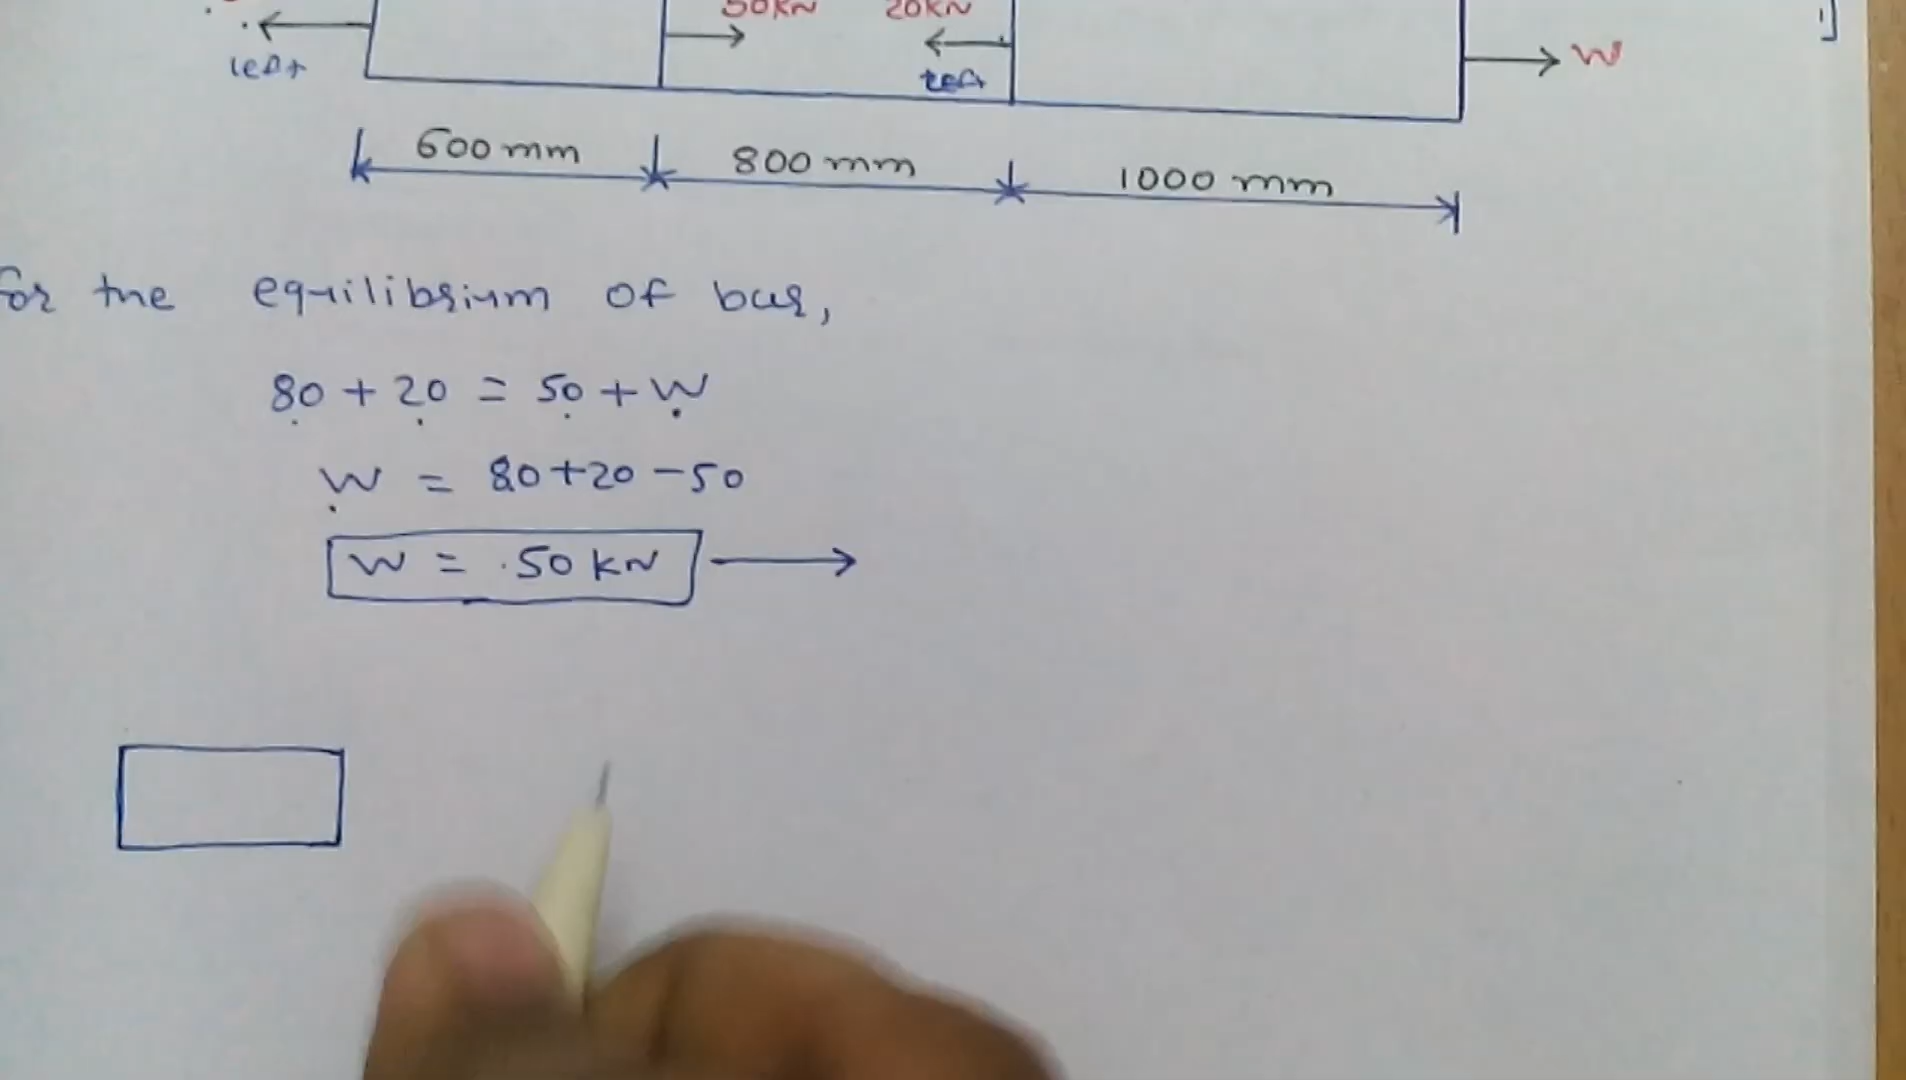 50KN 20KN
left left W
600 mm 800 mm 1000 mm
For the equilibrium of bar,
80 + 20 = 50 + W
W = 80+20-50
W = 50 KN